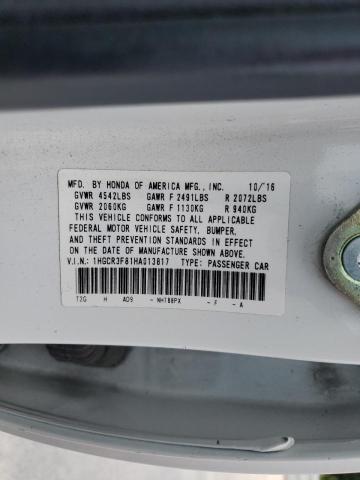 MFD. BY HONDA OF AMERICA MFG., INC. 10/16
GVWR 4542LBS GAWR F 2491LBS R 2072LBS
GVWR 2060KG GAWR F 1130KG R 940KG
THIS VEHICLE CONFORMS TO ALL APPLICABLE
FEDERAL MOTOR VEHICLE SAFETY, BUMPER,
AND THEFT PREVENTION STANDARDS IN EFFECT
ON THE DATE OF MANUFACTURE SHOWN ABOVE.
V.I.N.: 1HGCR3F81HA013817 TYPE: PASSENGER CAR
T2G H AD9 - NH788PX - F - A